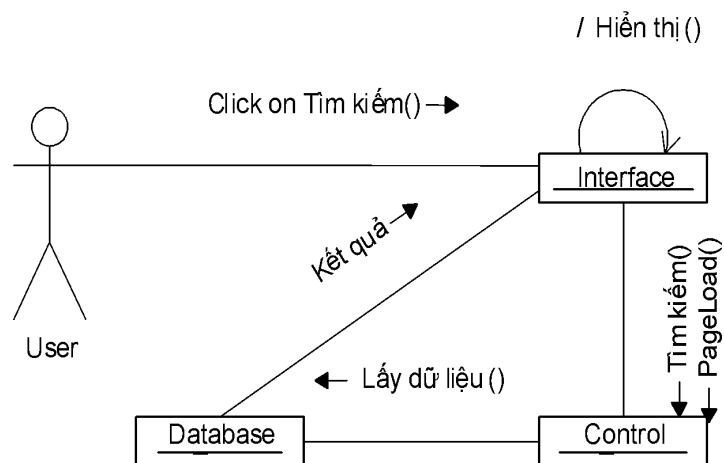 / Hiển thị ()
Click on Tìm kiếm()
Interface
Kết quả
Tìm kiếm()
PageLoad()
User
Lấy dữ liệu ()
Database
Control